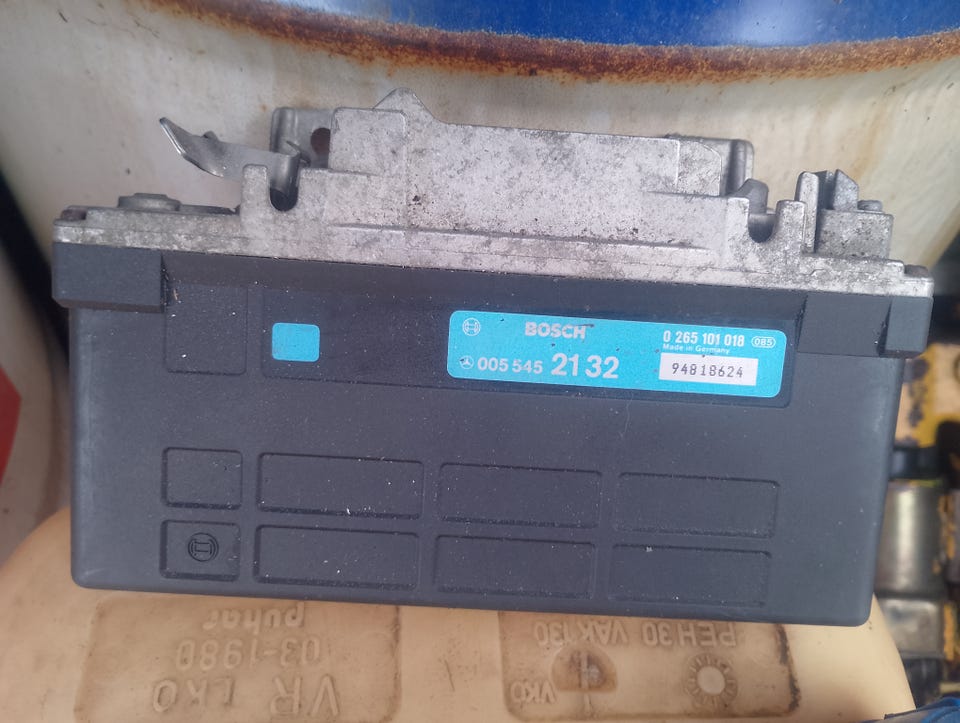 BOSCH
0 265 101 018 085
Made in Germany
005 545 21 32
94818624
puhar
03-1980
VR LKO
PEH 30 VAK 130
VKO